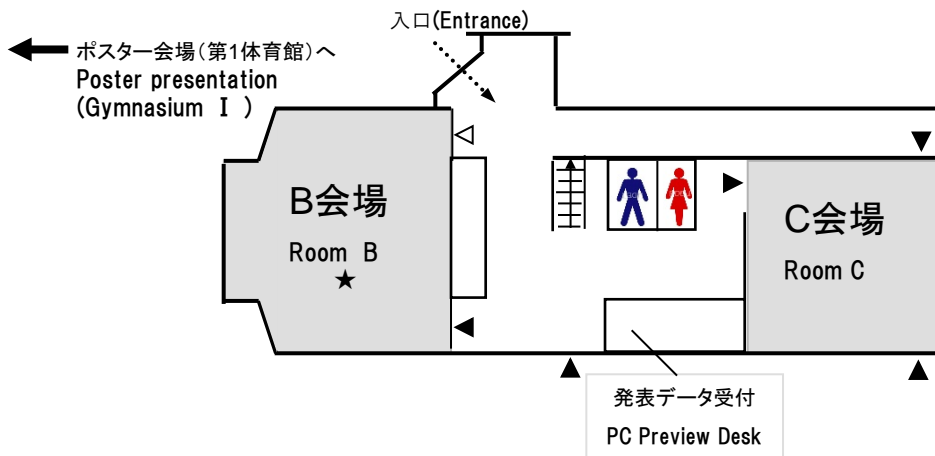 入口(Entrance)
ポスター会場(第1体育館)へ
Poster presentation
(Gymnasium Ⅰ )
B会場
Room B
★
C会場
Room C
発表データ受付
PC Preview Desk